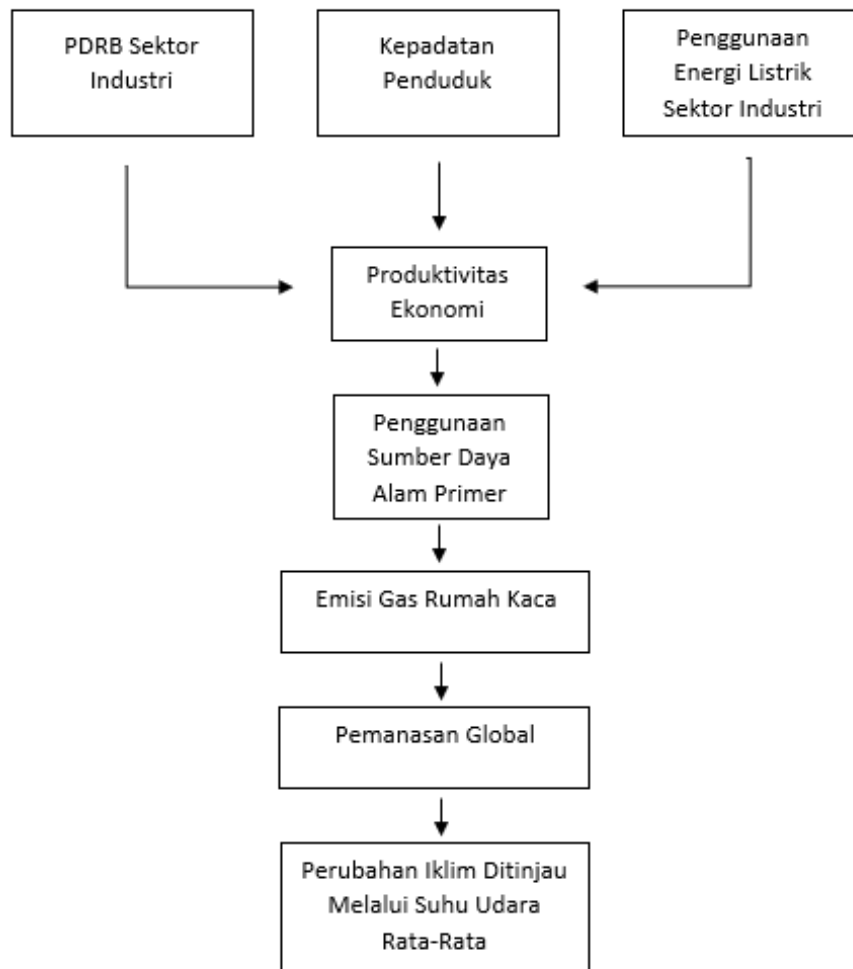 PDRB Sektor
Industri
Kepadatan
Penduduk
Penggunaan
Energi Listrik
Sektor Industri
Produktivitas
Ekonomi
Penggunaan
Sumber Daya
Alam Primer
Emisi Gas Rumah Kaca
Pemanasan Global
Perubahan Iklim Ditinjau
Melalui Suhu Udara
Rata-Rata